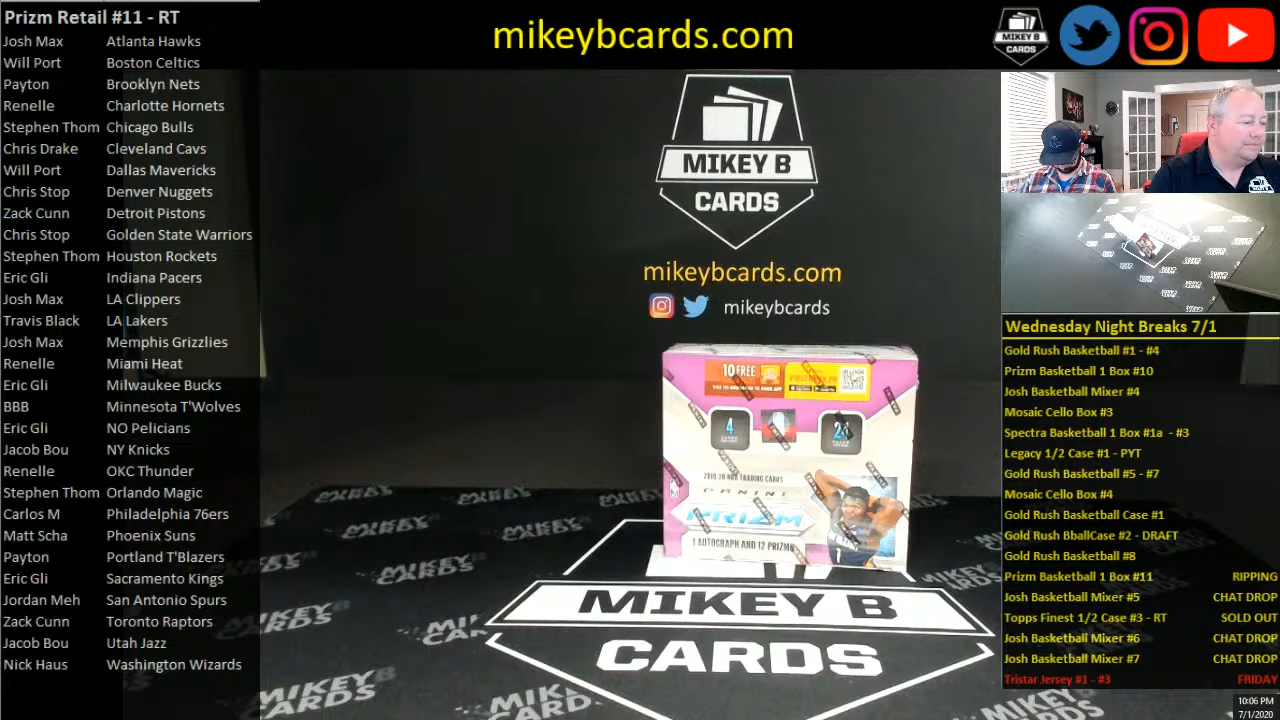 Prizm Retail #11 - RT
Josh Max Atlanta Hawks
Will Port Boston Celtics
Payton Brooklyn Nets
Renelle Charlotte Hornets
Stephen Thom Chicago Bulls
Chris Drake Cleveland Cavs
Will Port Dallas Mavericks
Chris Stop Denver Nuggets
Zack Cunn Detroit Pistons
Chris Stop Golden State Warriors
Stephen Thom Houston Rockets
Eric Gli Indiana Pacers
Josh Max LA Clippers
Travis Black LA Lakers
Josh Max Memphis Grizzlies
Renelle Miami Heat
Eric Gli Milwaukee Bucks
BBB Minnesota T'Wolves
Eric Gli NO Pelicians
Jacob Bou NY Knicks
Renelle OKC Thunder
Stephen Thom Orlando Magic
Carlos M Philadelphia 76ers
Matt Scha Phoenix Suns
Payton Portland T'Blazers
Eric Gli Sacramento Kings
Jordan Meh San Antonio Spurs
Zack Cunn Toronto Raptors
Jacob Bou Utah Jazz
Nick Haus Washington Wizards
mikeybcards.com
MIKEY B
CARDS
MIKEY B
CARDS
mikeybcards.com
mikeybcards
10 FREE
4
24
2019-20 NBA TRADING CARDS
PANINI
PRIZM
1 AUTOGRAPH AND 12 PRIZMS
MIKEY B
CARDS
Wednesday Night Breaks 7/1
Gold Rush Basketball #1 - #4
Prizm Basketball 1 Box #10
Josh Basketball Mixer #4
Mosaic Cello Box #3
Spectra Basketball 1 Box #1a - #3
Legacy 1/2 Case #1 - PYT
Gold Rush Basketball #5 - #7
Mosaic Cello Box #4
Gold Rush Basketball Case #1
Gold Rush BballCase #2 - DRAFT
Gold Rush Basketball #8
Prizm Basketball 1 Box #11 RIPPING
Josh Basketball Mixer #5 CHAT DROP
Topps Finest 1/2 Case #3 - RT SOLD OUT
Josh Basketball Mixer #6 CHAT DROP
Josh Basketball Mixer #7 CHAT DROP
Tristar Jersey #1 - #3 FRIDAY
10:06 PM
7/1/2020